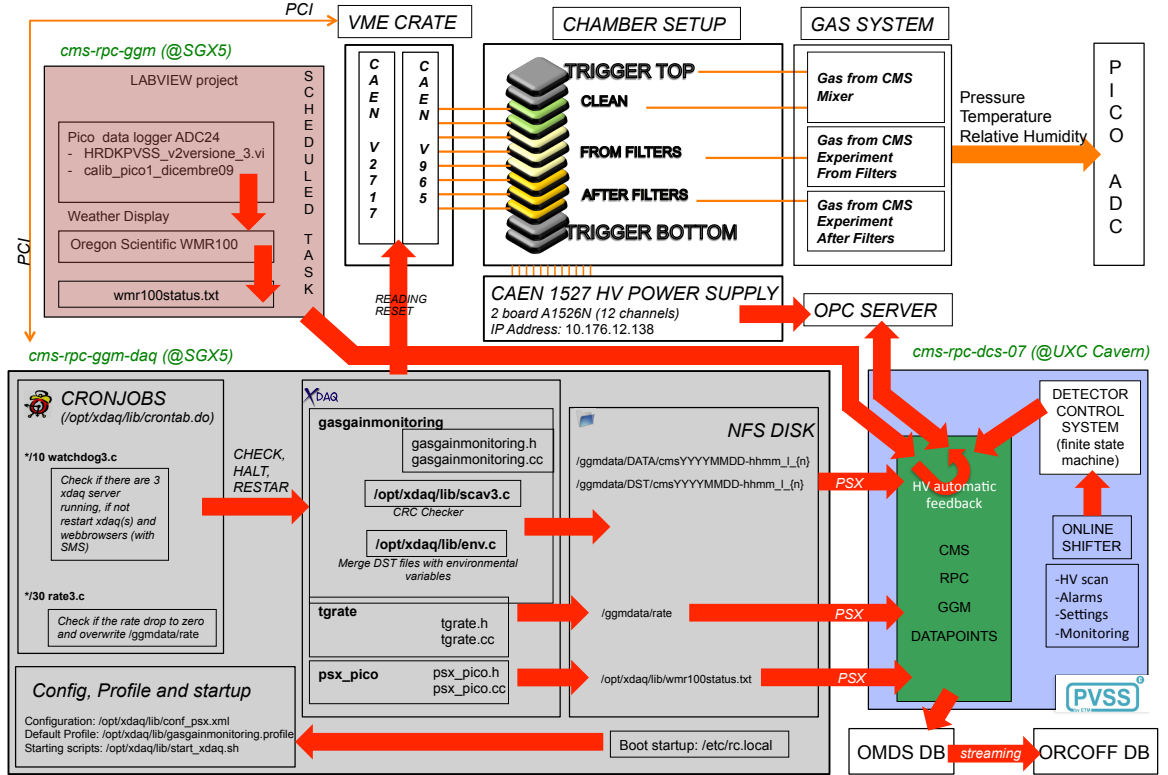 PCI
VME CRATE
CHAMBER SETUP
GAS SYSTEM
cms-rpc-ggm (@SGX5)
LABVIEW project
SCHEDULED TASK
Pico data logger ADC24
- HRDKPVSS_v2versione_3.vi
- calib_pico1_dicembre09
Weather Display
Oregon Scientific WMR100
wmr100status.txt
PCI
CAEN V2717
CAEN V965
TRIGGER TOP
CLEAN
FROM FILTERS
AFTER FILTERS
TRIGGER BOTTOM
Gas from CMS
Mixer
Gas from CMS
Experiment
From Filters
Gas from CMS
Experiment
After Filters
Pressure
Temperature
Relative Humidity
PICO ADC
READING
RESET
CAEN 1527 HV POWER SUPPLY
2 board A1526N (12 channels)
IP Address: 10.176.12.138
OPC SERVER
cms-rpc-ggm-daq (@SGX5)
cms-rpc-dcs-07 (@UXC Cavern)
CRONJOBS
(/opt/xdaq/lib/crontab.do)
*/10 watchdog3.c
Check if there are 3
xdaq server
running, if not
restart xdaq(s) and
webbrowsers (with
SMS)
*/30 rate3.c
Check if the rate drop to zero
and overwrite /ggmdata/rate
CHECK,
HALT,
RESTAR
XDAQ
gasgainmonitoring
gasgainmonitoring.h
gasgainmonitoring.cc
/opt/xdaq/lib/scav3.c
CRC Checker
/opt/xdaq/lib/env.c
Merge DST files with environmental
variables
tgrate
tgrate.h
tgrate.cc
psx_pico
psx_pico.h
psx_pico.cc
NFS DISK
/ggmdata/DATA/cmsYYYYMMDD-hhmm_l_{n}
/ggmdata/DST/cmsYYYYMMDD-hhmm_l_{n}
/ggmdata/rate
/opt/xdaq/lib/wmr100status.txt
PSX
PSX
PSX
HV automatic
feedback
CMS
RPC
GGM
DATAPOINTS
DETECTOR
CONTROL
SYSTEM
(finite state
machine)
ONLINE
SHIFTER
-HV scan
-Alarms
-Settings
-Monitoring
PVSS
E
by ETM
Config, Profile and startup
Configuration: /opt/xdaq/lib/conf_psx.xml
Default Profile: /opt/xdaq/lib/gasgainmonitoring.profile
Starting scripts: /opt/xdaq/lib/start_xdaq.sh
Boot startup: /etc/rc.local
OMDS DB
streaming
ORCOFF DB